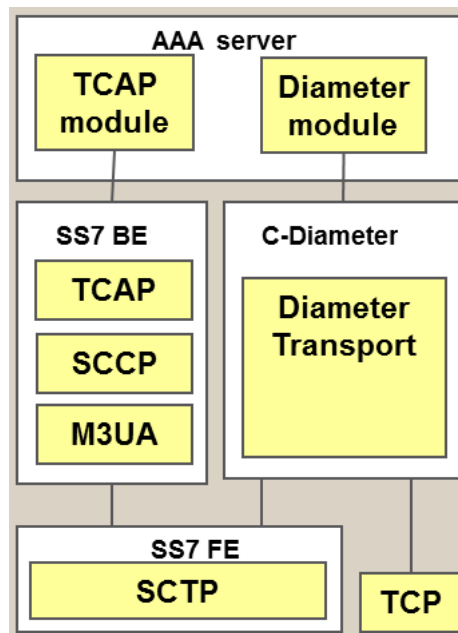 AAA server
TCAP
module
Diameter
module
SS7 BE
TCAP
SCCP
M3UA
C-Diameter
Diameter
Transport
SS7 FE
SCTP
TCP